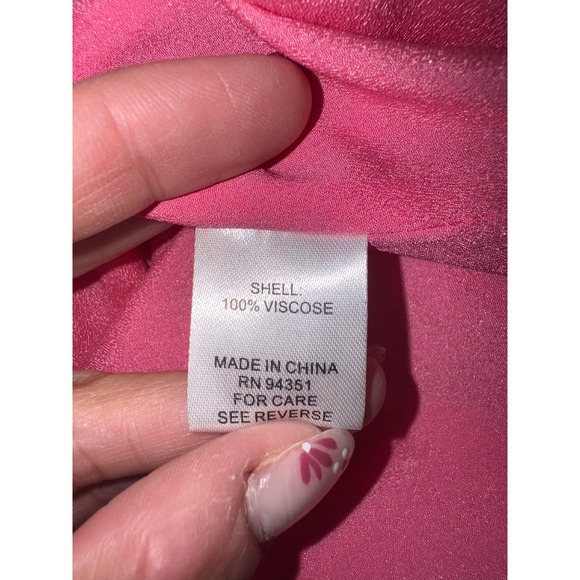 SHELL:
100% VISCOSE
MADE IN CHINA
RN 94351
FOR CARE
SEE REVERSE